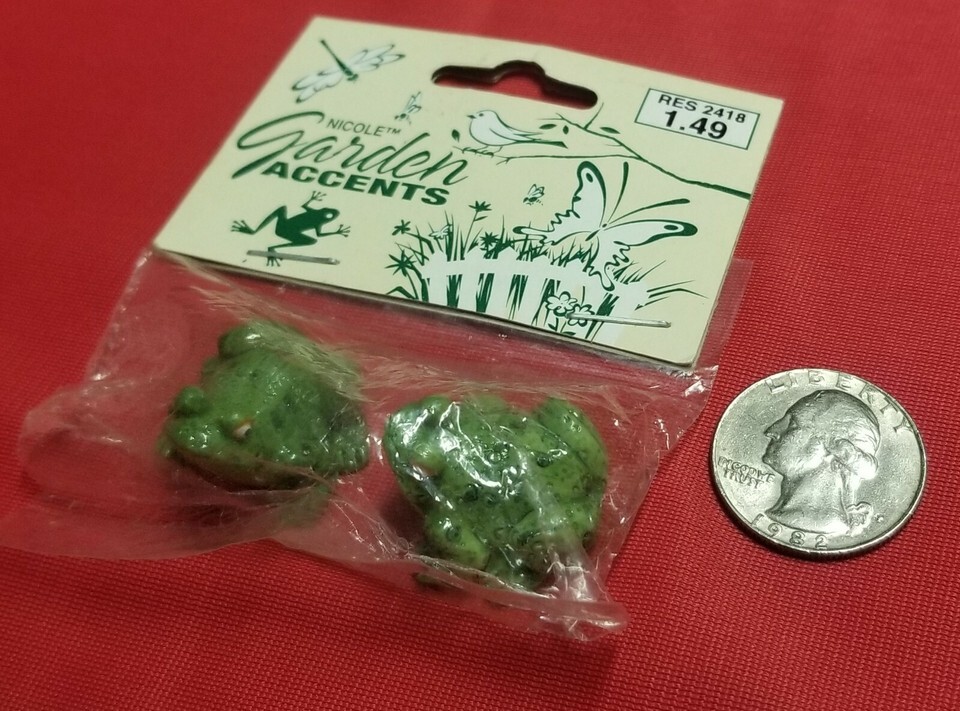 RES 2418
1.49
NICOLE™
Garden
ACCENTS
LIBERTY
IN GOD WE
TRUST
1982